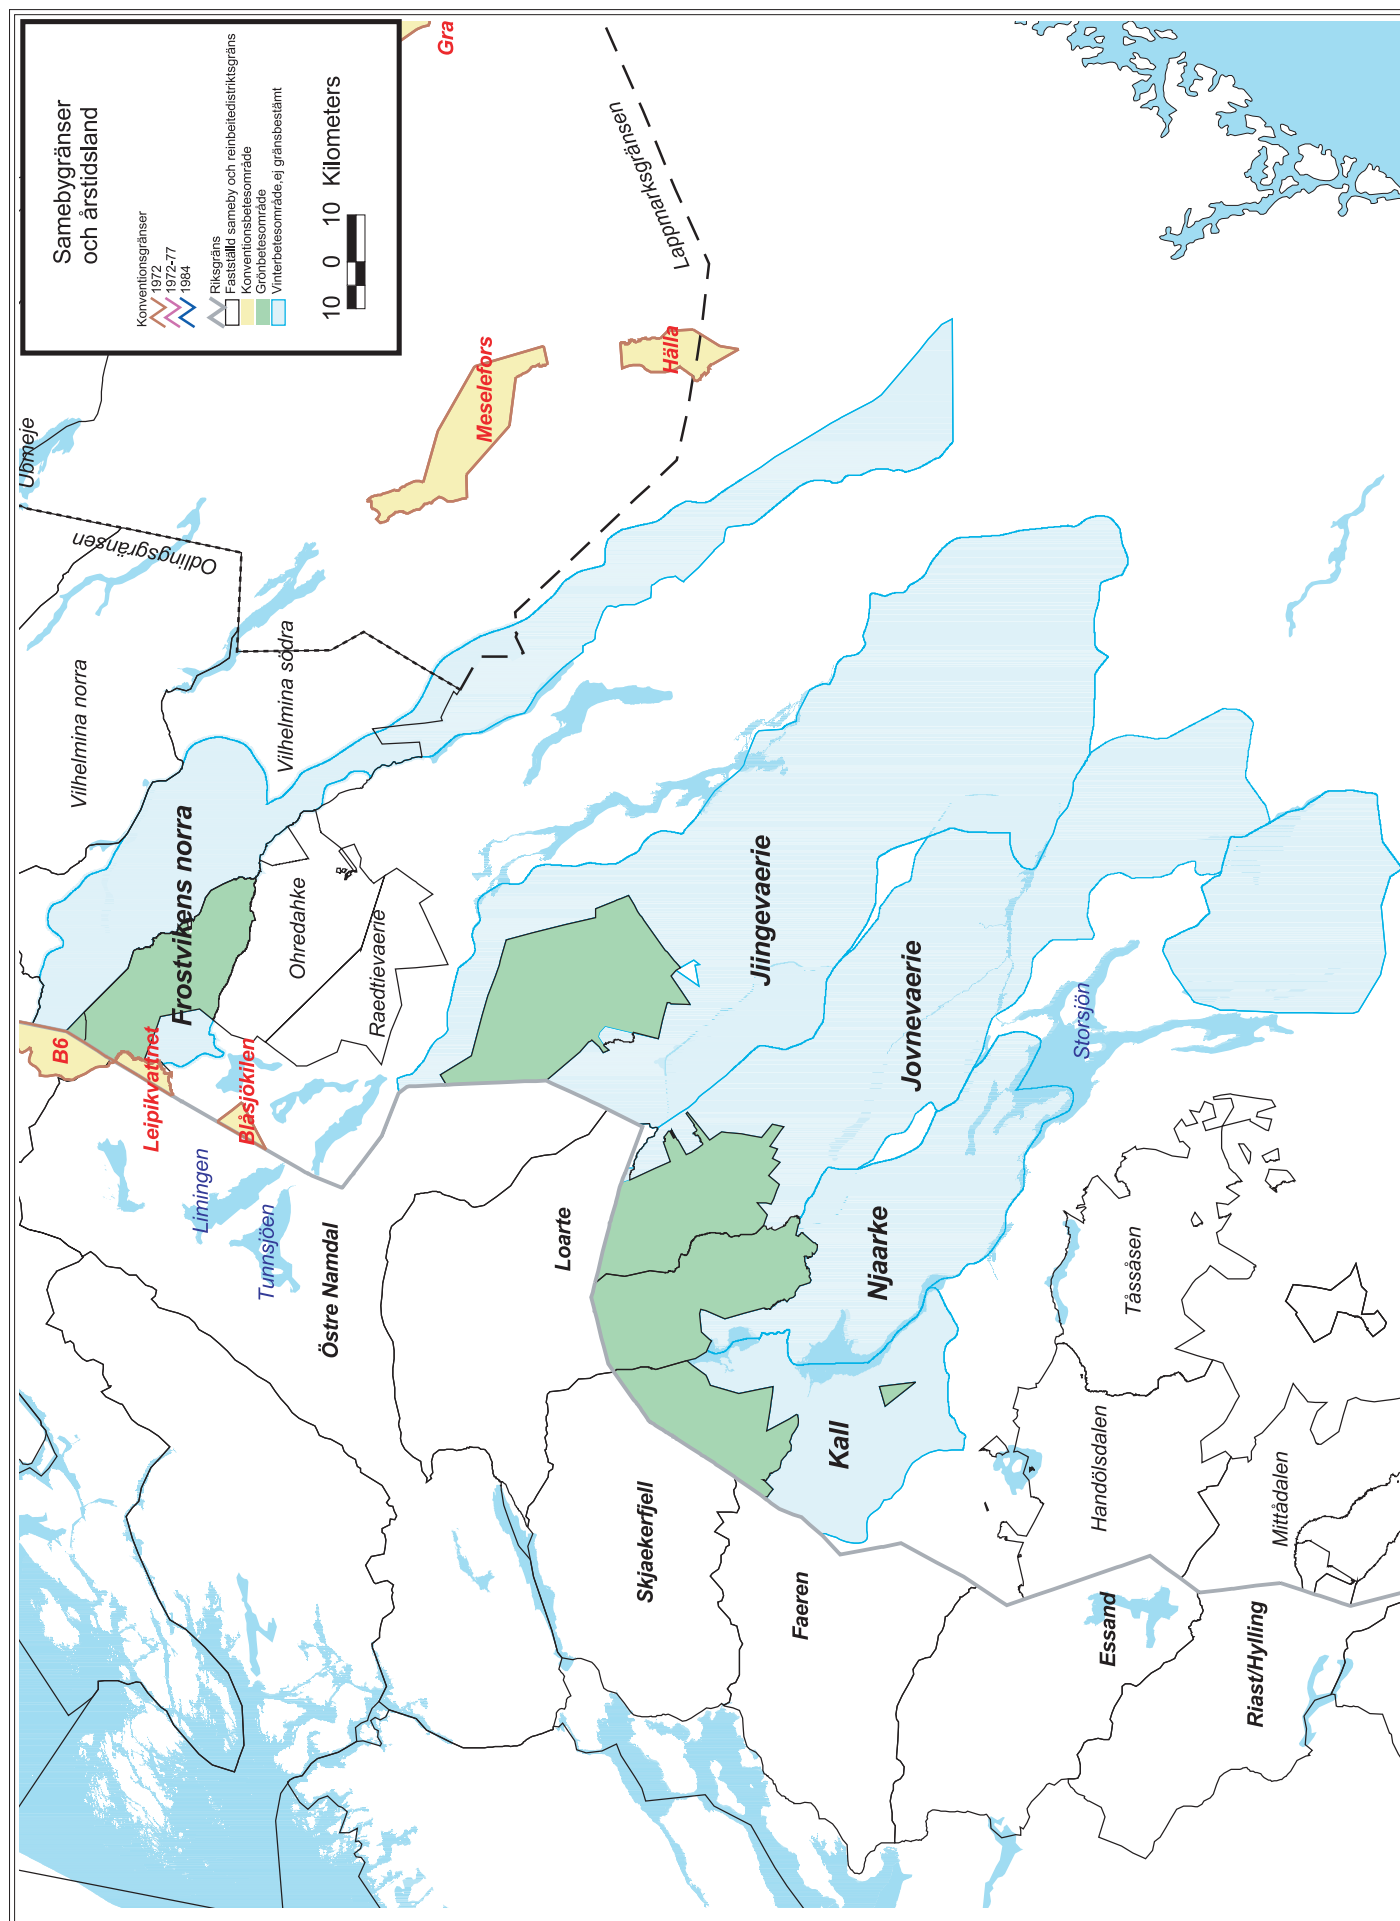 Samebygränser
och årstidsland
Konventionsgränser
1972
1972-77
1984
Riksgräns
Fastställd sameby och reinbeitedistriktsgräns
Konventionsbetesområde
Grönbetesområde
Vinterbetesområde,ej gränsbestämt
10 0 10 Kilometers
Gra
Lappmarksgränsen
Hälla
Meselefors
Ubmeje
Odlingsgränsen
Vilhelmina norra
Vilhelmina södra
Frostvikens norra
Ohredahke
Raedtievaerie
Jiingevaerie
Jovnevaerie
Storsjön
B6
Leipikvattnet
Blåsjökilen
Limingen
Tunnsjöen
Östre Namdal
Loarte
Njaarke
Tåssåsen
Kall
Handölsdalen
Mittådalen
Skjaekerfjell
Faeren
Essand
Riast/Hylling